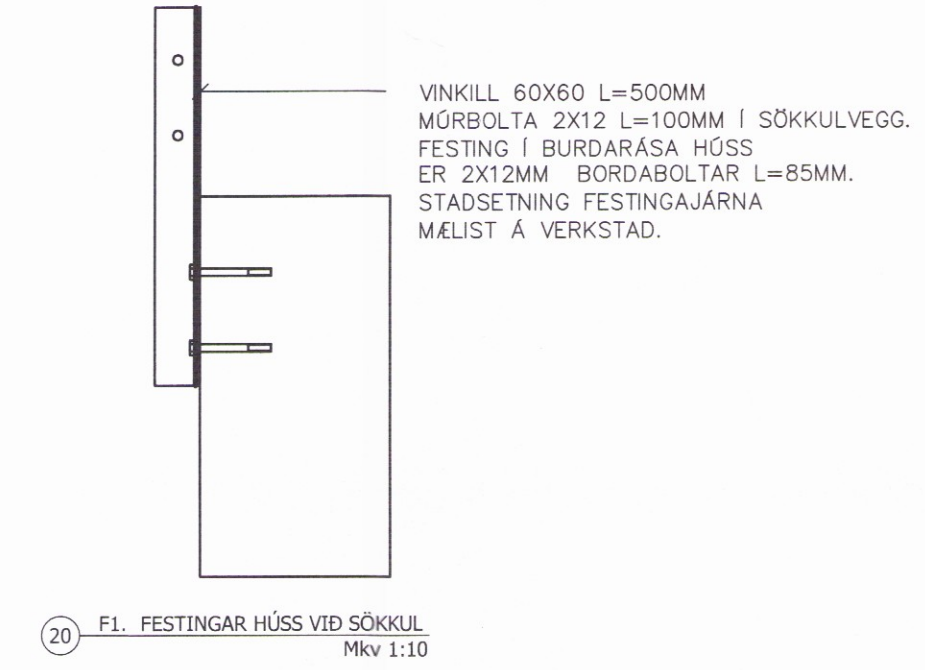 VINKILL 60X60 L=500MM
MÚRBOLTA 2X12 L=100MM Í SÖKKULVEGG.
FESTING Í BURDARÁSA HÚSS
ER 2X12MM BORDABOLTAR L=85MM.
STADSETNING FESTINGAJÁRNA
MÆLIST Á VERKSTAD.
20 F1. FESTINGAR HÚSS VIÐ SÖKKUL
Mkv 1:10